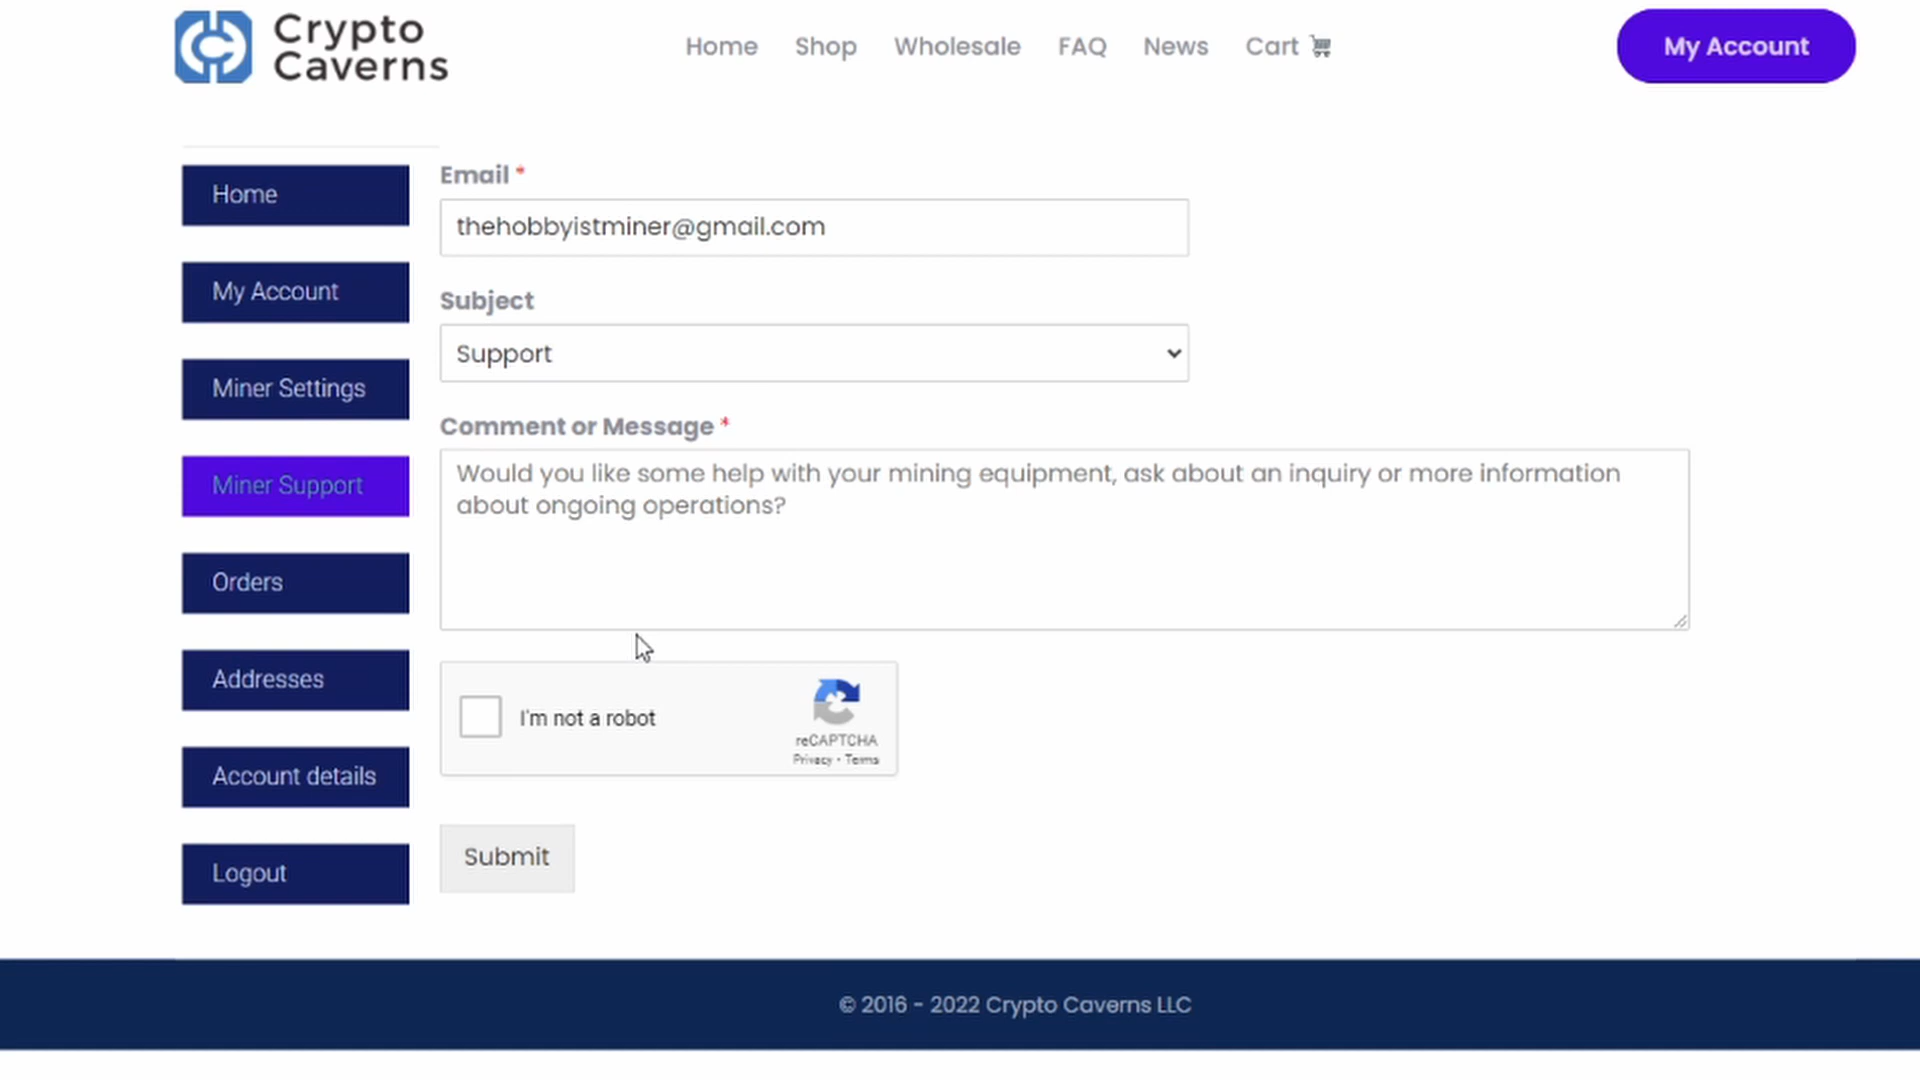 Crypto
Caverns
Home Shop Wholesale FAQ News Cart
My Account
Home
My Account
Miner Settings
Miner Support
Orders
Addresses
Account details
Logout
Email *
thehobbyistminer@gmail.com
Subject
Support
Comment or Message *
Would you like some help with your mining equipment, ask about an inquiry or more information
about ongoing operations?
I'm not a robot
reCAPTCHA
Privacy - Terms
Submit
© 2016 - 2022 Crypto Caverns LLC